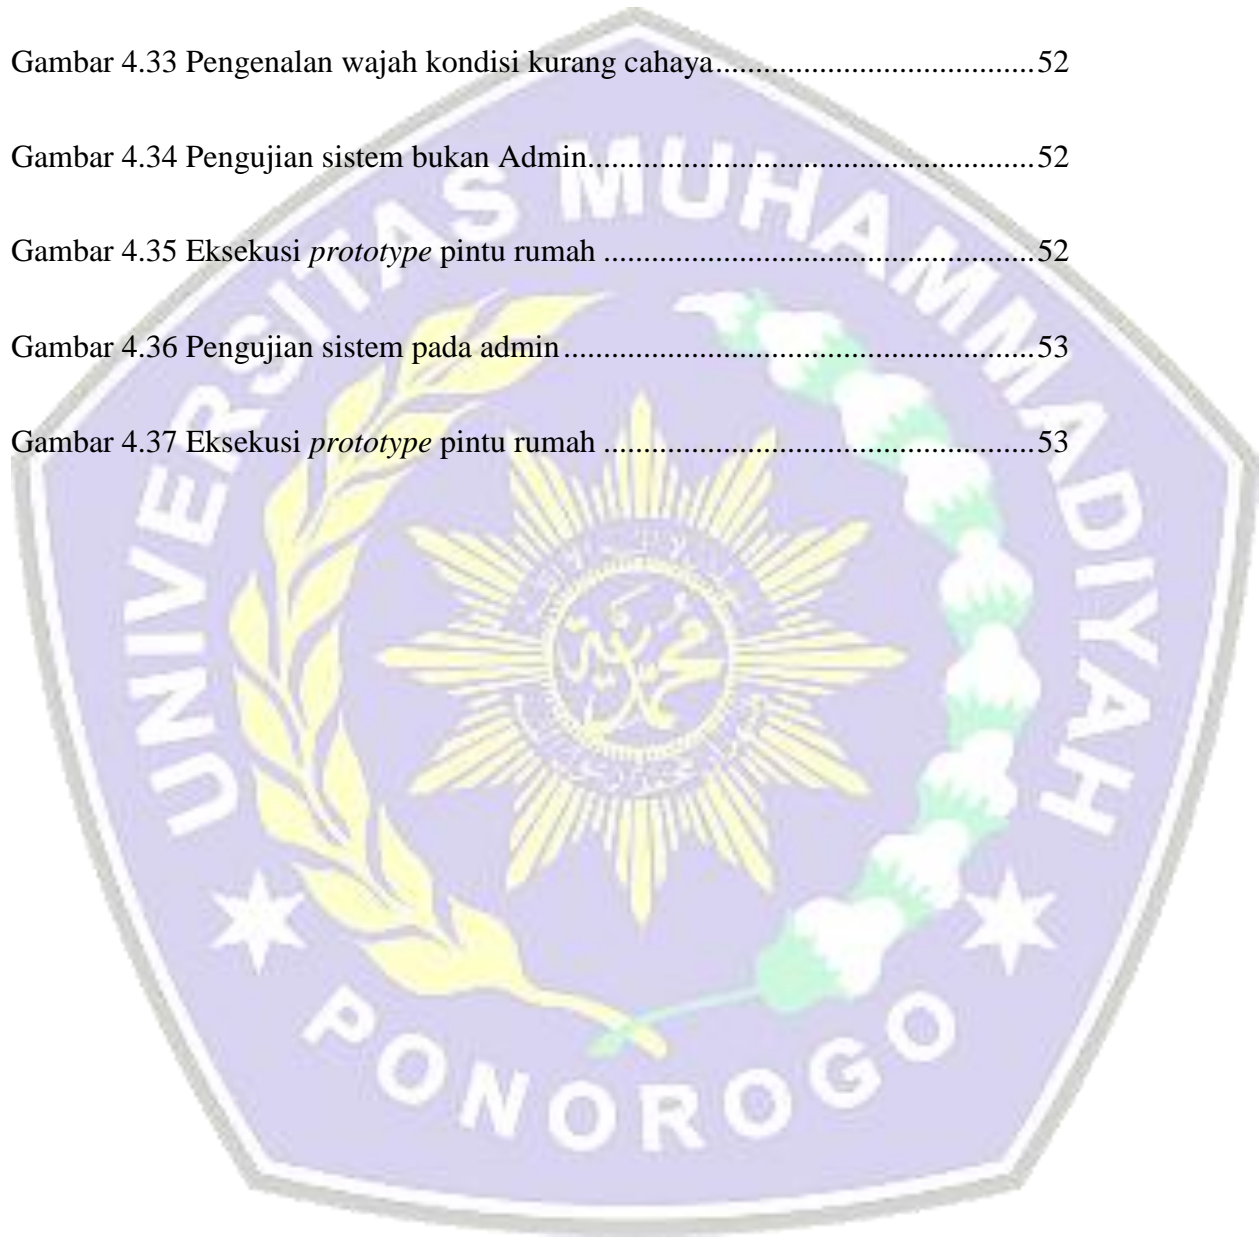 Gambar 4.33 Pengenalan wajah kondisi kurang cahaya....................................52
Gambar 4.34 Pengujian sistem bukan Admin..................................................52
Gambar 4.35 Eksekusi prototype pintu rumah ................................................52
Gambar 4.36 Pengujian sistem pada admin.....................................................53
Gambar 4.37 Eksekusi prototype pintu rumah ................................................53
UNIVERSITAS MUHAMMADIYAH
PONOROGO